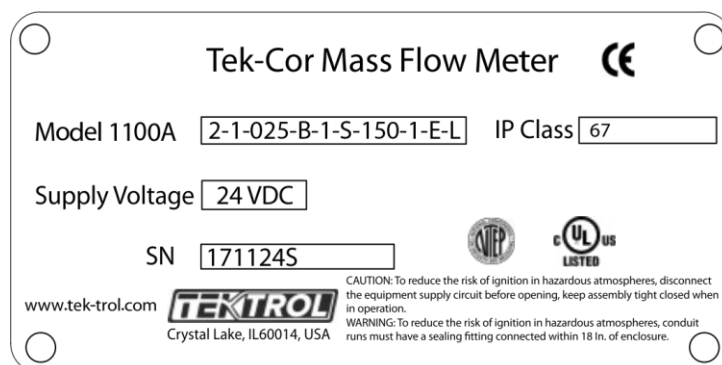 Tek-Cor Mass Flow Meter CE
Model 1100A 2-1-025-B-1-S-150-1-E-L IP Class 67
Supply Voltage 24 VDC
NTEP C UL US
LISTED
SN 171124S
CAUTION: To reduce the risk of ignition in hazardous atmospheres, disconnect
the equipment supply circuit before opening, keep assembly tight closed when
in operation.
WARNING: To reduce the risk of ignition in hazardous atmospheres, conduit
runs must have a sealing fitting connected within 18 In. of enclosure.
www.tek-trol.com TEKTROL
Crystal Lake, IL60014, USA